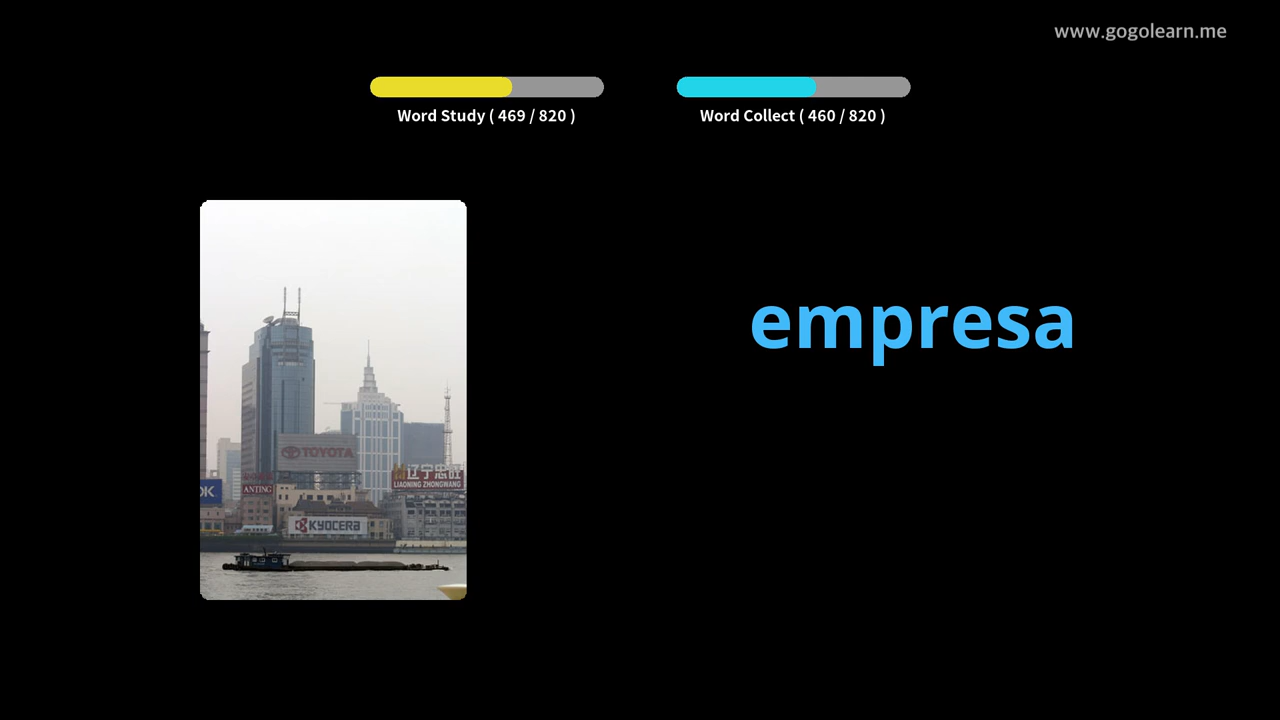 www.gogolearn.me
Word Study ( 469 / 820 )
Word Collect ( 460 / 820 )
empresa
TOYOTA
辽宁忠旺
LIAONING ZHONGWANG
ANTING
KYOCERA